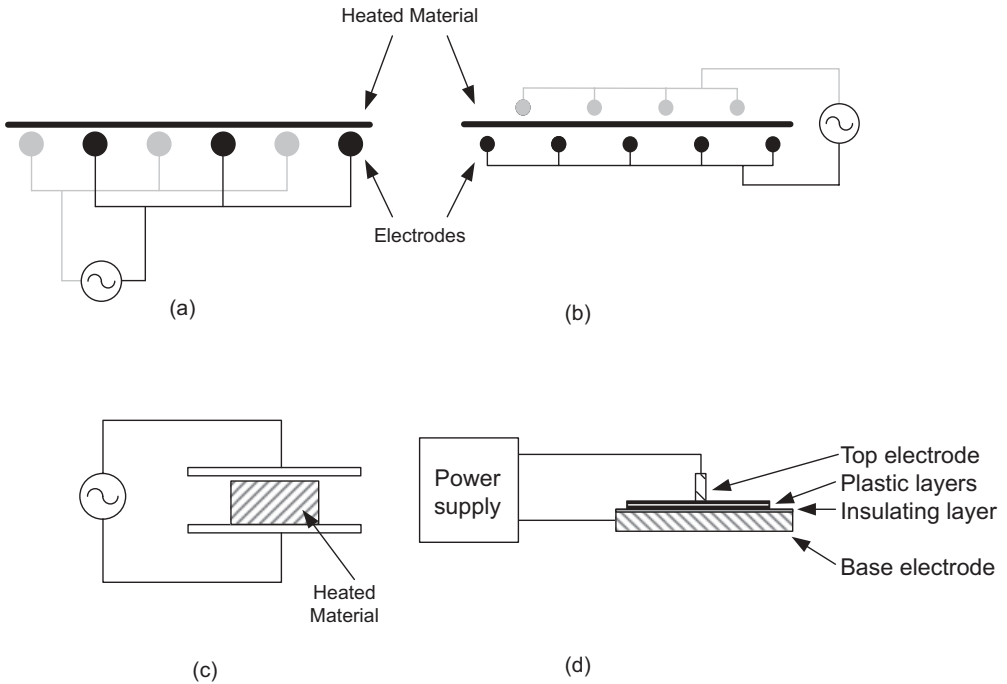 Heated Material
Electrodes
(a)
(b)
Heated
Material
(c)
Power
supply
Top electrode
Plastic layers
Insulating layer
Base electrode
(d)